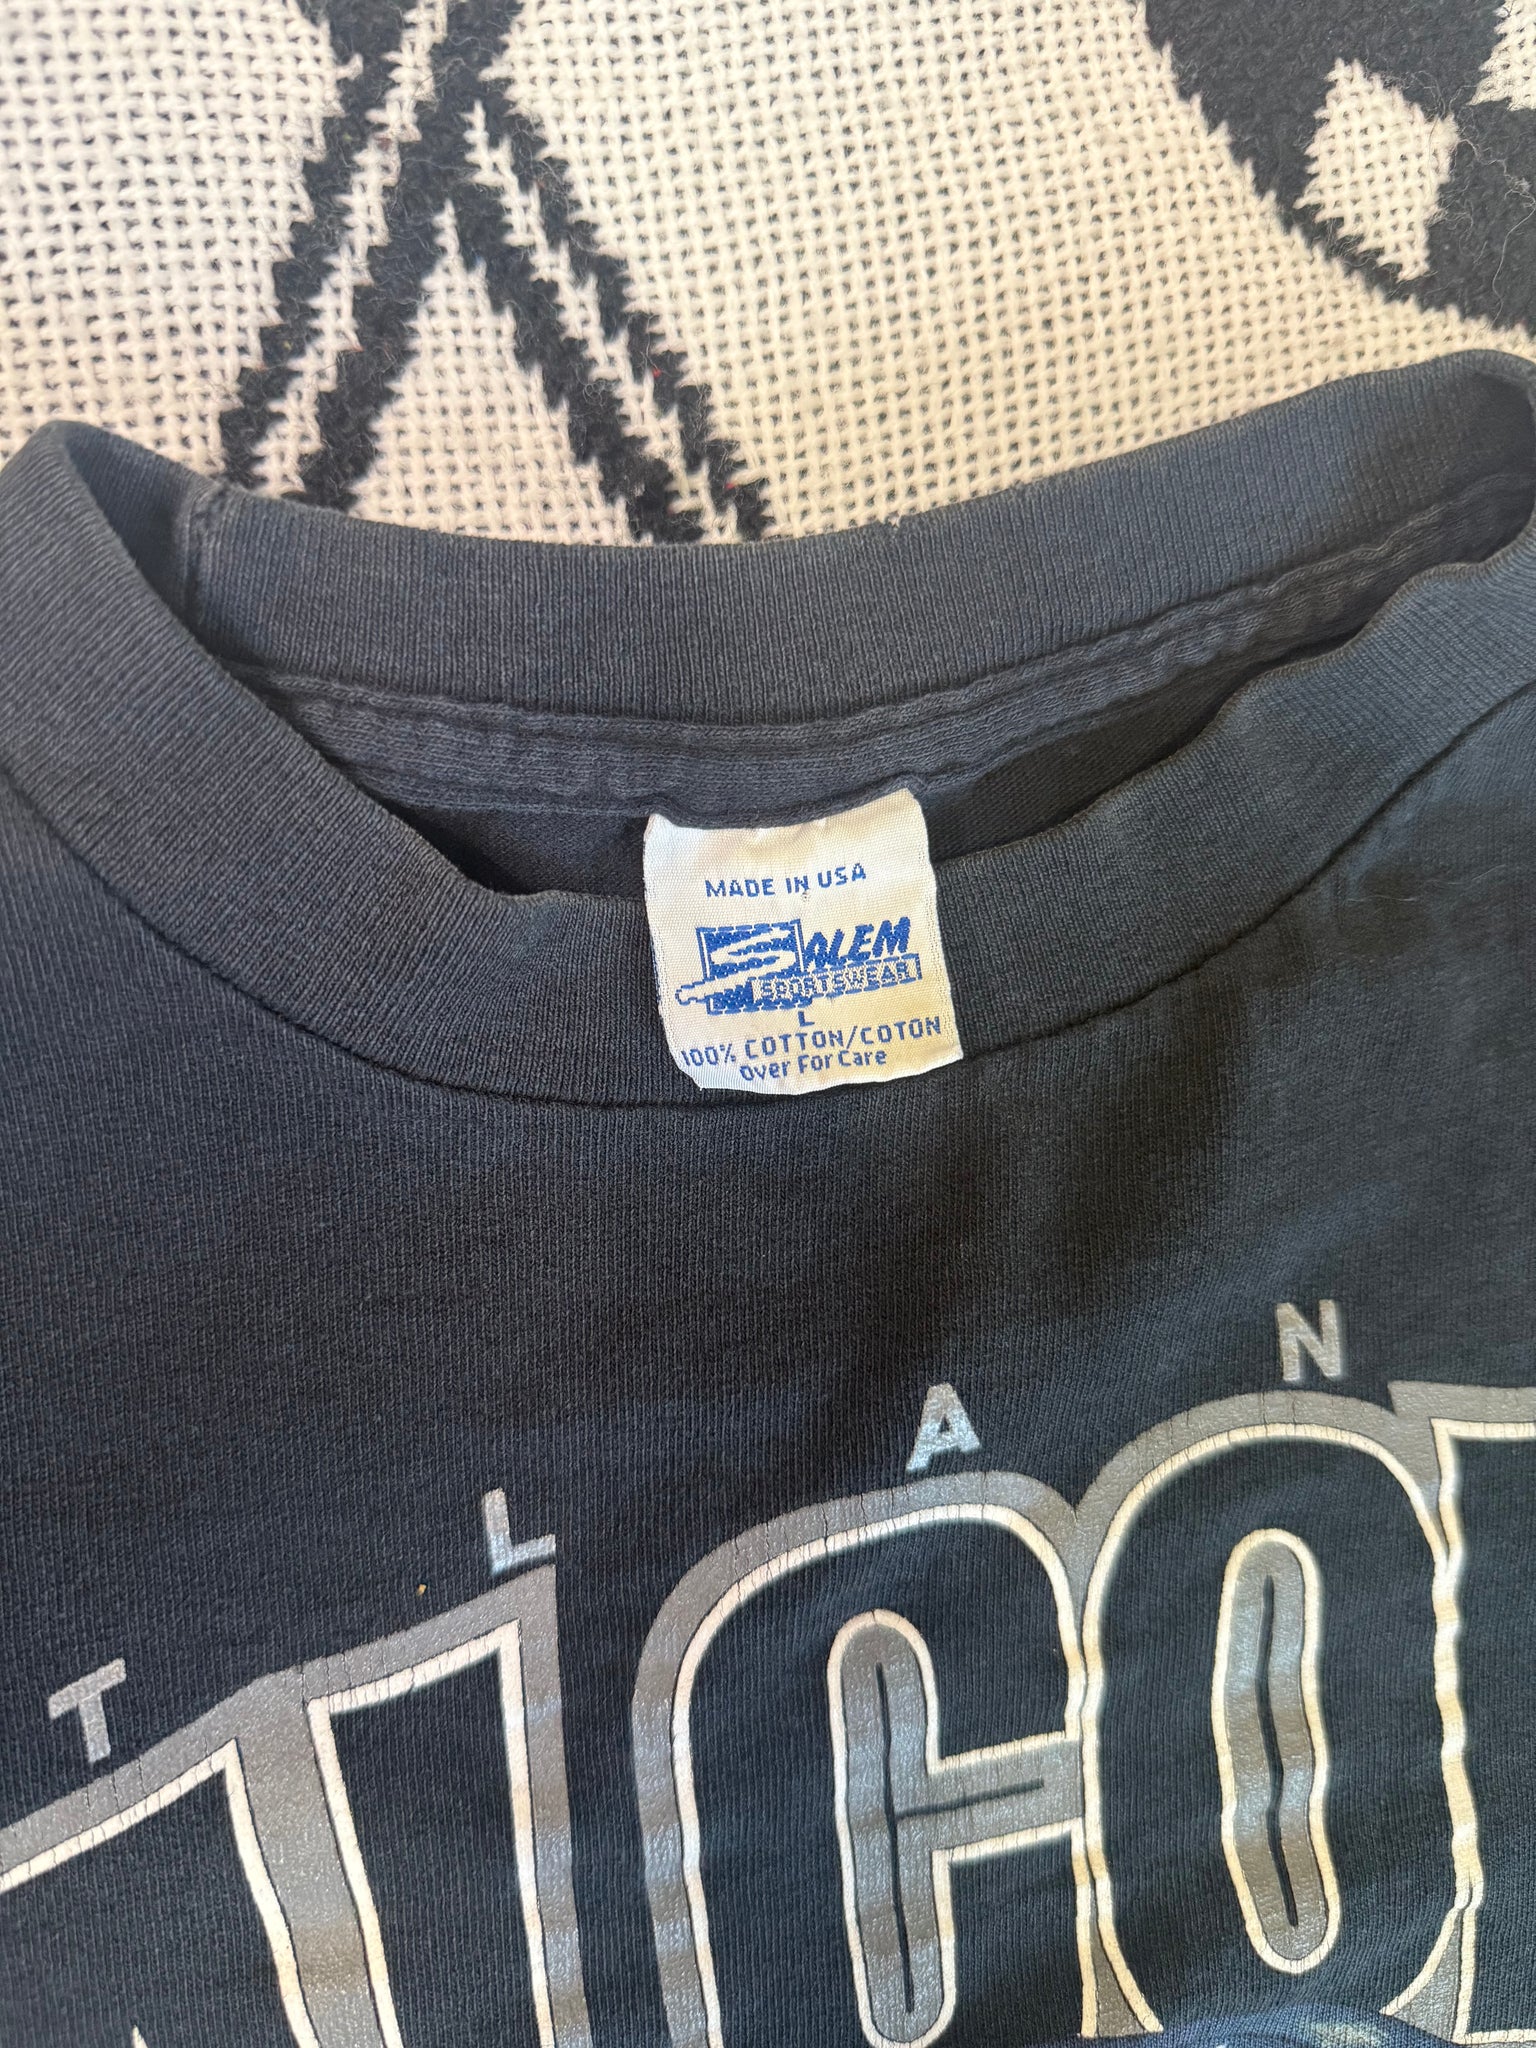 MADE IN USA
SALEM
SPORTSWEAR
L
100% COTTON/COTON
Over For Care
T L A N